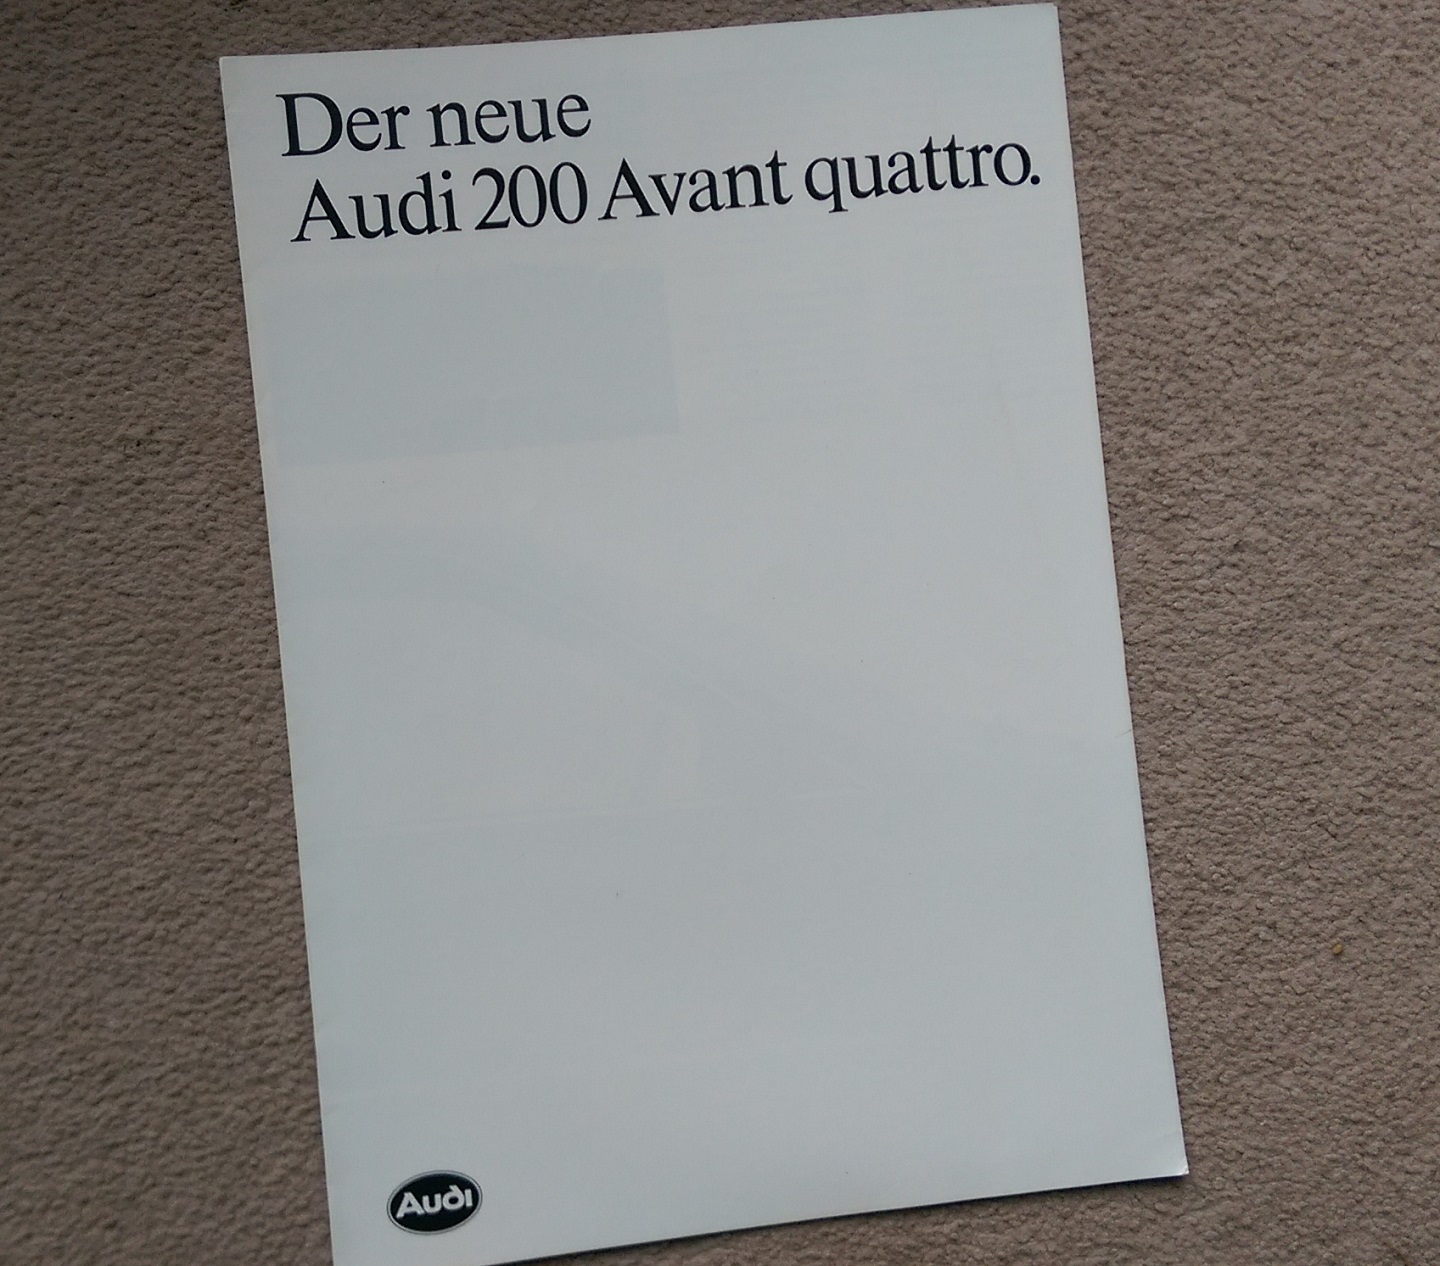 Der neue
Audi 200 Avant quattro.
Audi